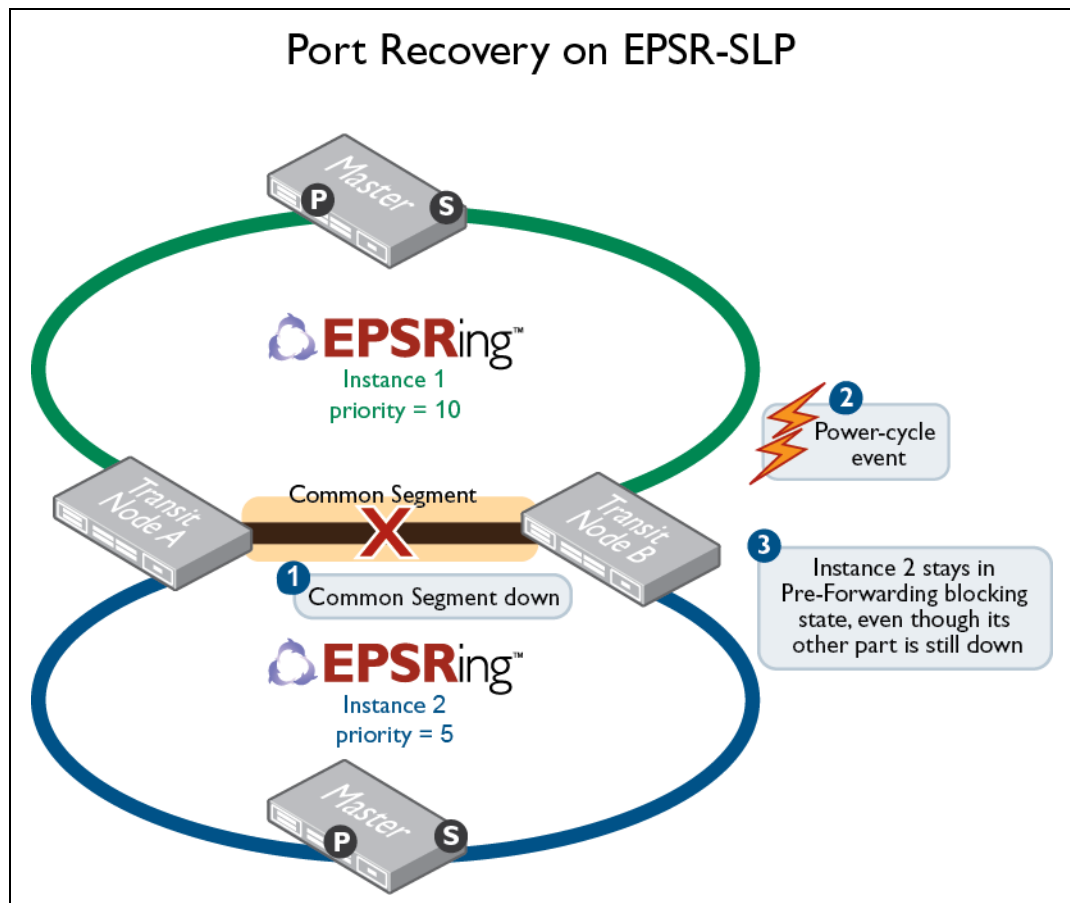 Port Recovery on EPSR-SLP
Master
P
S
EPSRing™
Instance 1
priority = 10
2
Power-cycle
event
Common Segment
Transit
Node A
X
Transit
Node B
1
Common Segment down
3
Instance 2 stays in
Pre-Forwarding blocking
state, even though its
other part is still down
EPSRing™
Instance 2
priority = 5
Master
P
S